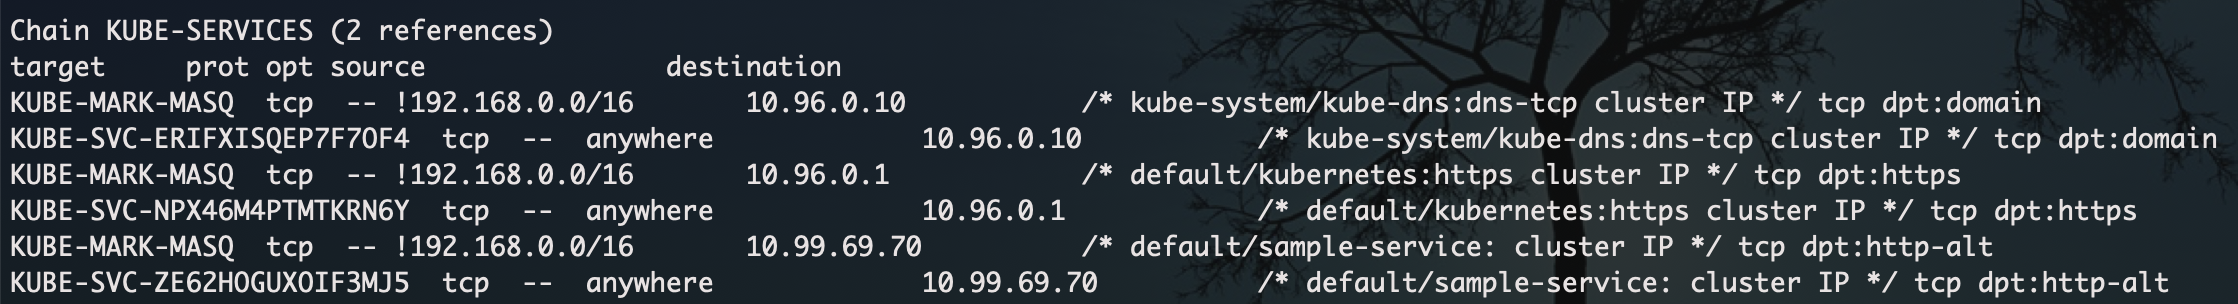 Chain KUBE-SERVICES (2 references)
target     prot opt source               destination
KUBE-MARK-MASQ  tcp  -- !192.168.0.0/16       10.96.0.10           /* kube-system/kube-dns:dns-tcp cluster IP */ tcp dpt:domain
KUBE-SVC-ERIFXISQEP7F7OF4  tcp  --  anywhere             10.96.0.10           /* kube-system/kube-dns:dns-tcp cluster IP */ tcp dpt:domain
KUBE-MARK-MASQ  tcp  -- !192.168.0.0/16       10.96.0.1            /* default/kubernetes:https cluster IP */ tcp dpt:https
KUBE-SVC-NPX46M4PTMTKRN6Y  tcp  --  anywhere             10.96.0.1            /* default/kubernetes:https cluster IP */ tcp dpt:https
KUBE-MARK-MASQ  tcp  -- !192.168.0.0/16       10.99.69.70          /* default/sample-service: cluster IP */ tcp dpt:http-alt
KUBE-SVC-ZE62HOGUXOIF3MJ5  tcp  --  anywhere             10.99.69.70          /* default/sample-service: cluster IP */ tcp dpt:http-alt